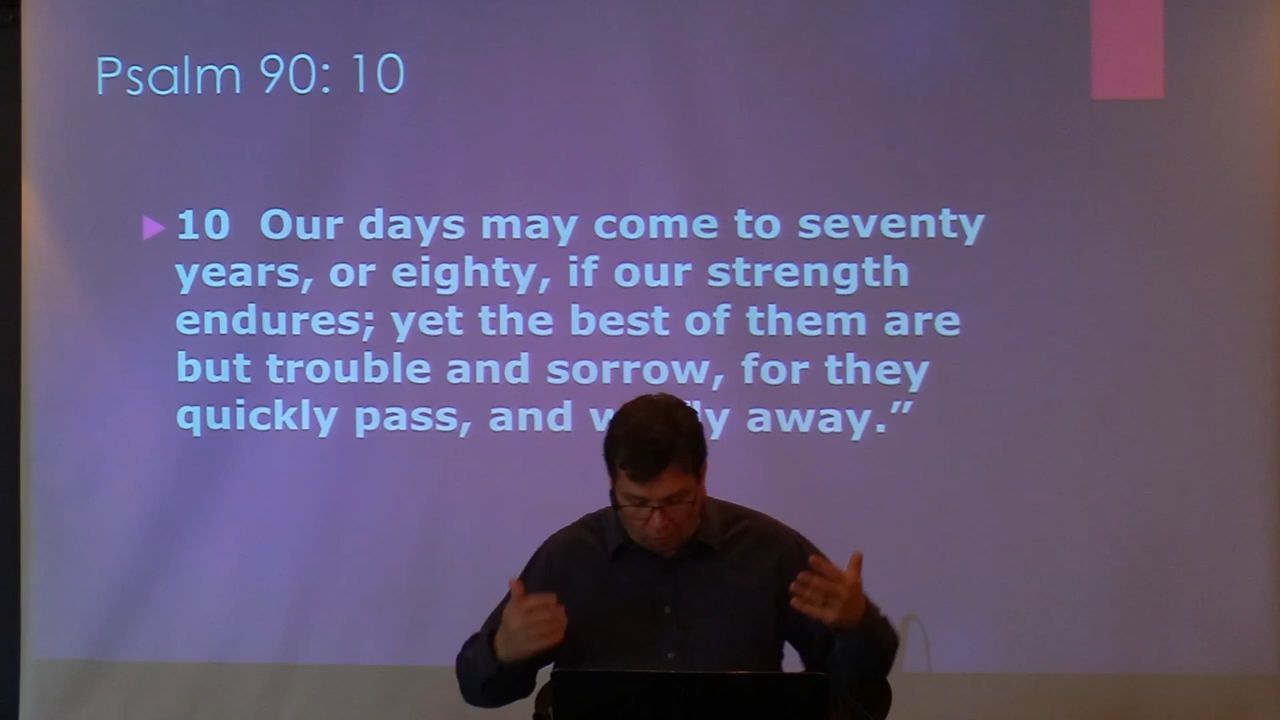 Psalm 90: 10
10 Our days may come to seventy
years, or eighty, if our strength
endures; yet the best of them are
but trouble and sorrow, for they
quickly pass, and away.”